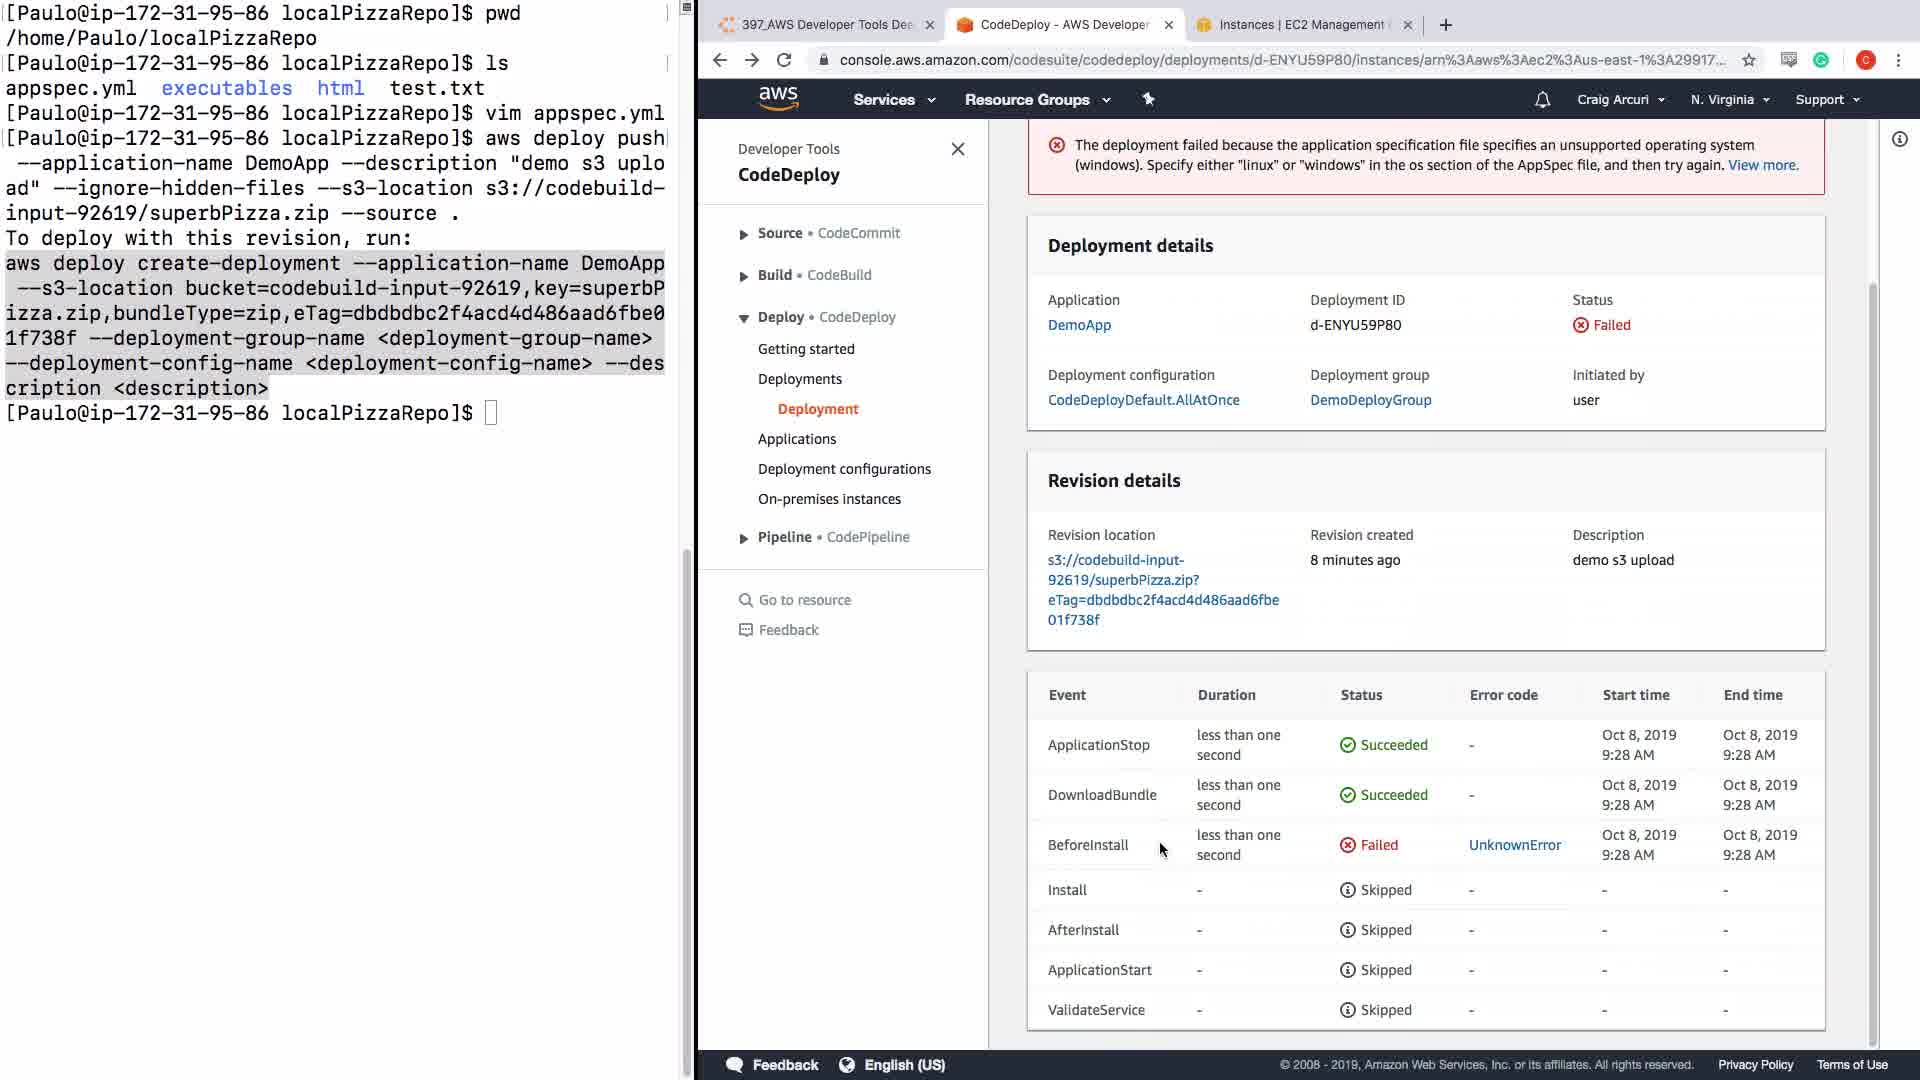 [Paulo@ip-172-31-95-86 localPizzaRepo]$ pwd
/home/Paulo/localPizzaRepo
[Paulo@ip-172-31-95-86 localPizzaRepo]$ ls
appspec.yml executables html test.txt
[Paulo@ip-172-31-95-86 localPizzaRepo]$ vim appspec.yml
[Paulo@ip-172-31-95-86 localPizzaRepo]$ aws deploy push
--application-name DemoApp --description "demo s3 uplo
ad" --ignore-hidden-files --s3-location s3://codebuild-
input-92619/superbPizza.zip --source .
To deploy with this revision, run:
aws deploy create-deployment --application-name DemoApp
--s3-location bucket=codebuild-input-92619,key=superbP
izza.zip,bundleType=zip,eTag=dbdbdbc2f4acd4d486aad6fbe0
1f738f --deployment-group-name <deployment-group-name>
--deployment-config-name <deployment-config-name> --des
cription <description>
[Paulo@ip-172-31-95-86 localPizzaRepo]$
397_AWS Developer Tools Dee
CodeDeploy - AWS Developer
Instances | EC2 Management
console.aws.amazon.com/codesuite/codedeploy/deployments/d-ENYU59P80/instances/arn%3Aaws%3Aec2%3Aus-east-1%3A29917...
C
aws Services Resource Groups Craig Arcuri N. Virginia Support
Developer Tools
CodeDeploy
Source • CodeCommit
Build • CodeBuild
Deploy • CodeDeploy
Getting started
Deployments
Deployment
Applications
Deployment configurations
On-premises instances
Pipeline • CodePipeline
Go to resource
Feedback
The deployment failed because the application specification file specifies an unsupported operating system
(windows). Specify either "linux" or "windows" in the os section of the AppSpec file, and then try again. View more.
Deployment details
Application Deployment ID Status
DemoApp d-ENYU59P80 Failed
Deployment configuration Deployment group Initiated by
CodeDeployDefault.AllAtOnce DemoDeployGroup user
Revision details
Revision location Revision created Description
s3://codebuild-input- 8 minutes ago demo s3 upload
92619/superbPizza.zip?
eTag=dbdbdbc2f4acd4d486aad6fbe
01f738f
Event Duration Status Error code Start time End time
ApplicationStop less than one second Succeeded - Oct 8, 2019 9:28 AM Oct 8, 2019 9:28 AM
DownloadBundle less than one second Succeeded - Oct 8, 2019 9:28 AM Oct 8, 2019 9:28 AM
BeforeInstall less than one second Failed UnknownError Oct 8, 2019 9:28 AM Oct 8, 2019 9:28 AM
Install - Skipped - - -
AfterInstall - Skipped - - -
ApplicationStart - Skipped - - -
ValidateService - Skipped - - -
Feedback English (US) © 2008 - 2019, Amazon Web Services, Inc. or its affiliates. All rights reserved. Privacy Policy Terms of Use